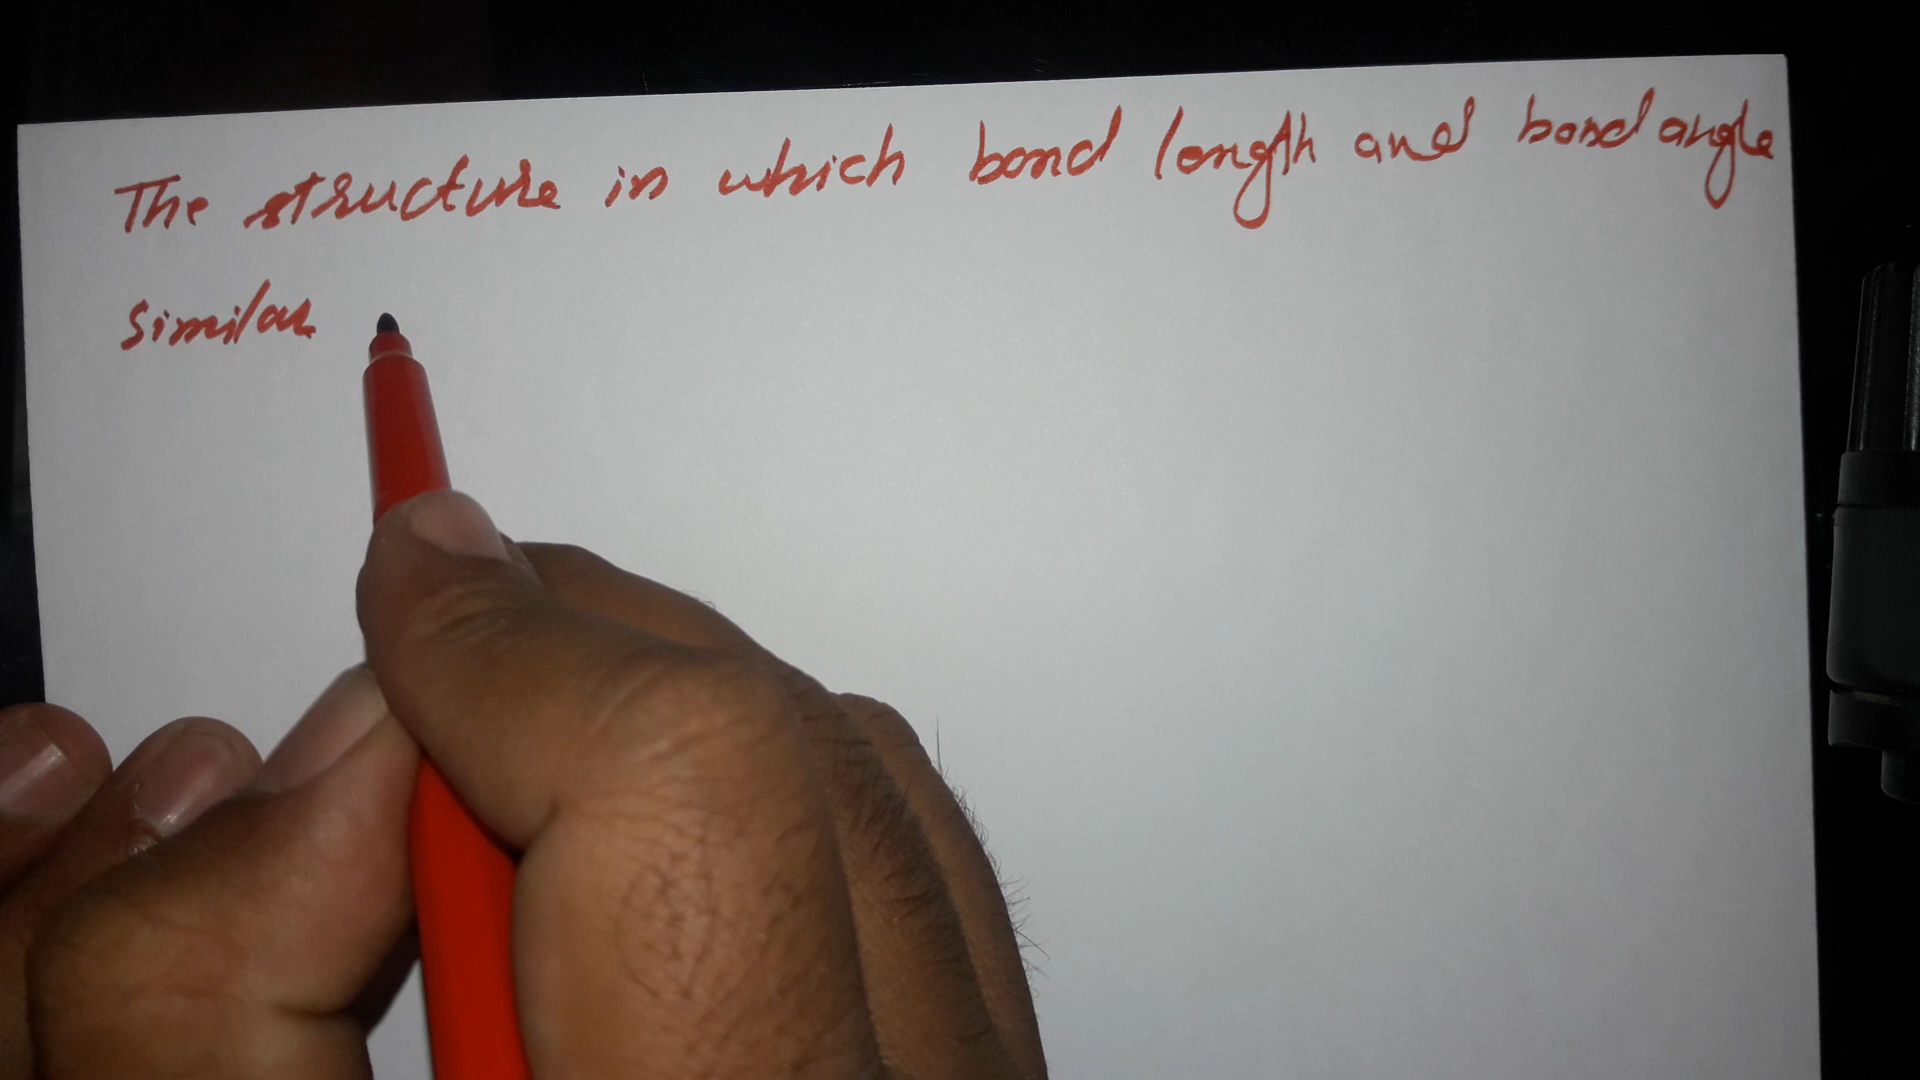 The structure in which bond length and bond angle
similar